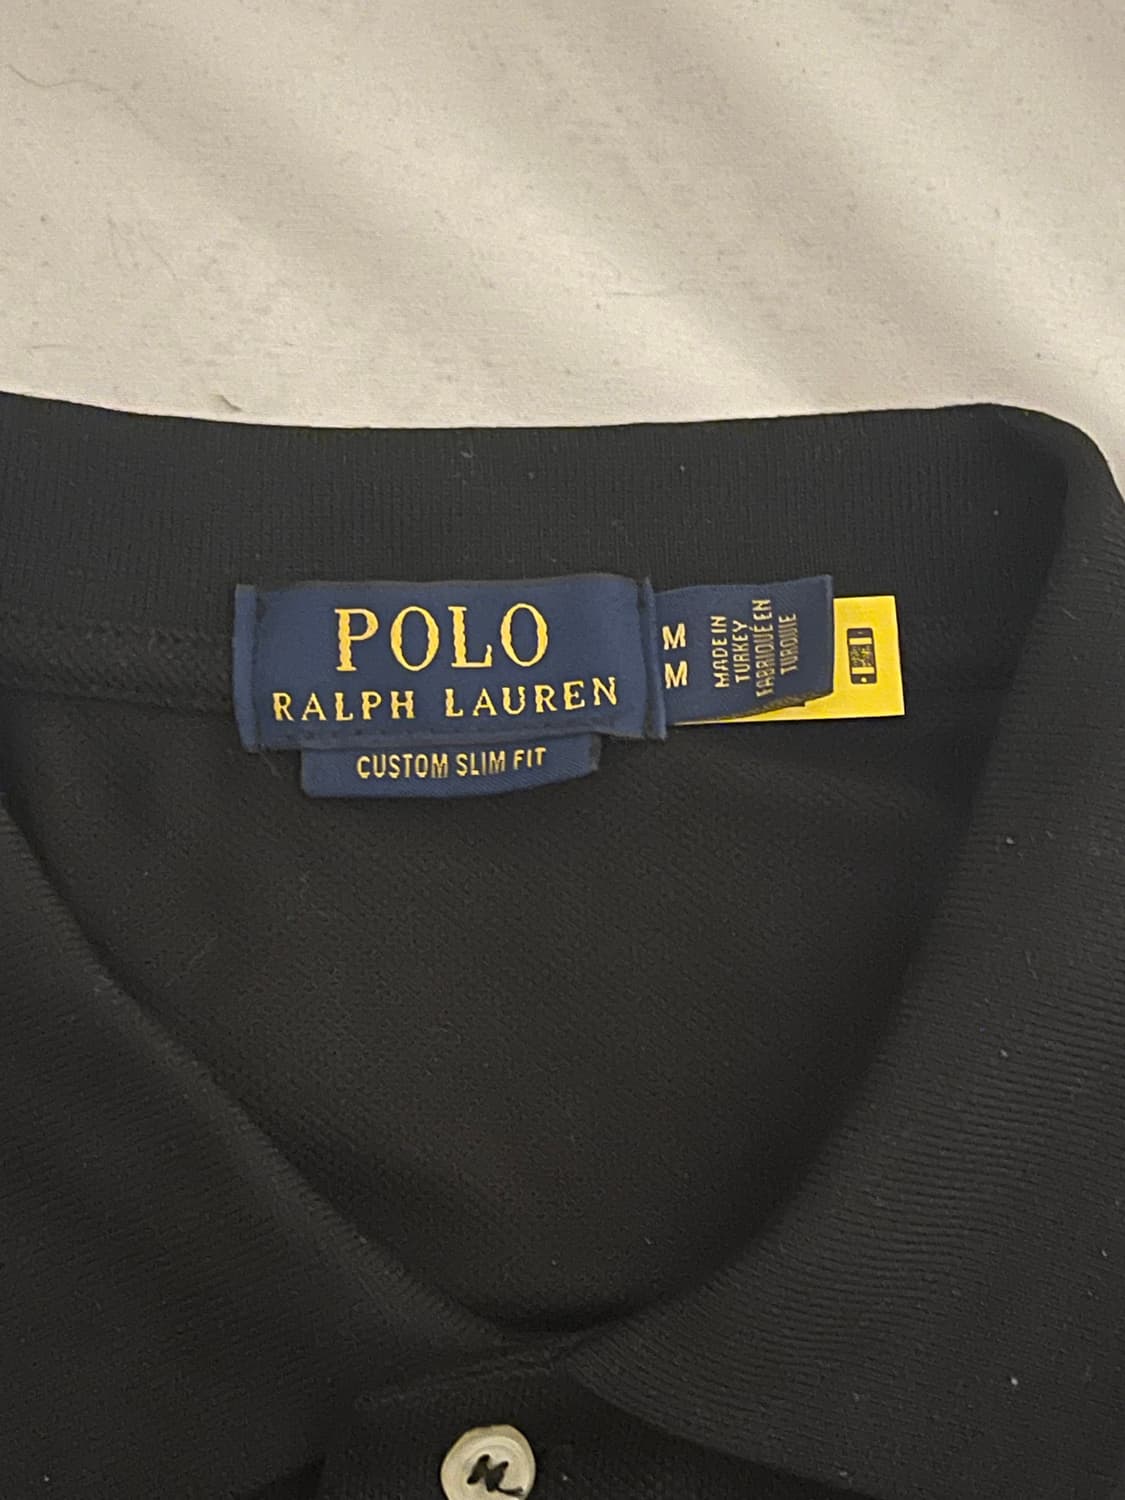 POLO
RALPH LAUREN
CUSTOM SLIM FIT
M
M
MADE IN
TURKEY
FABRIQUÉ EN
TURQUIE